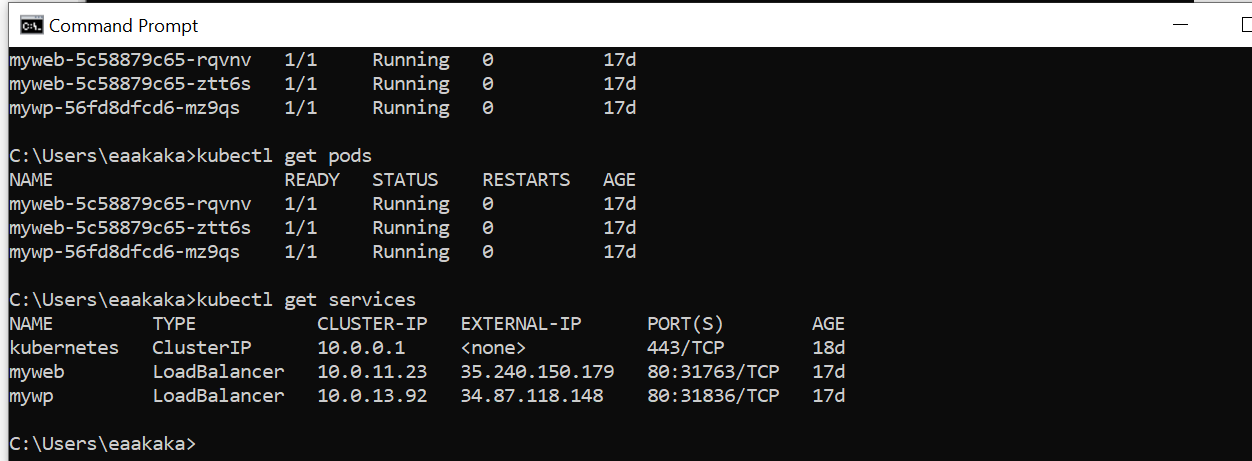 Command Prompt
myweb-5c58879c65-rqvnv 1/1 Running 0 17d
myweb-5c58879c65-ztt6s 1/1 Running 0 17d
mywp-56fd8dfcd6-mz9qs 1/1 Running 0 17d
C:\Users\eaakaka>kubectl get pods
NAME READY STATUS RESTARTS AGE
myweb-5c58879c65-rqvnv 1/1 Running 0 17d
myweb-5c58879c65-ztt6s 1/1 Running 0 17d
mywp-56fd8dfcd6-mz9qs 1/1 Running 0 17d
C:\Users\eaakaka>kubectl get services
NAME TYPE CLUSTER-IP EXTERNAL-IP PORT(S) AGE
kubernetes ClusterIP 10.0.0.1 <none> 443/TCP 18d
myweb LoadBalancer 10.0.11.23 35.240.150.179 80:31763/TCP 17d
mywp LoadBalancer 10.0.13.92 34.87.118.148 80:31836/TCP 17d
C:\Users\eaakaka>